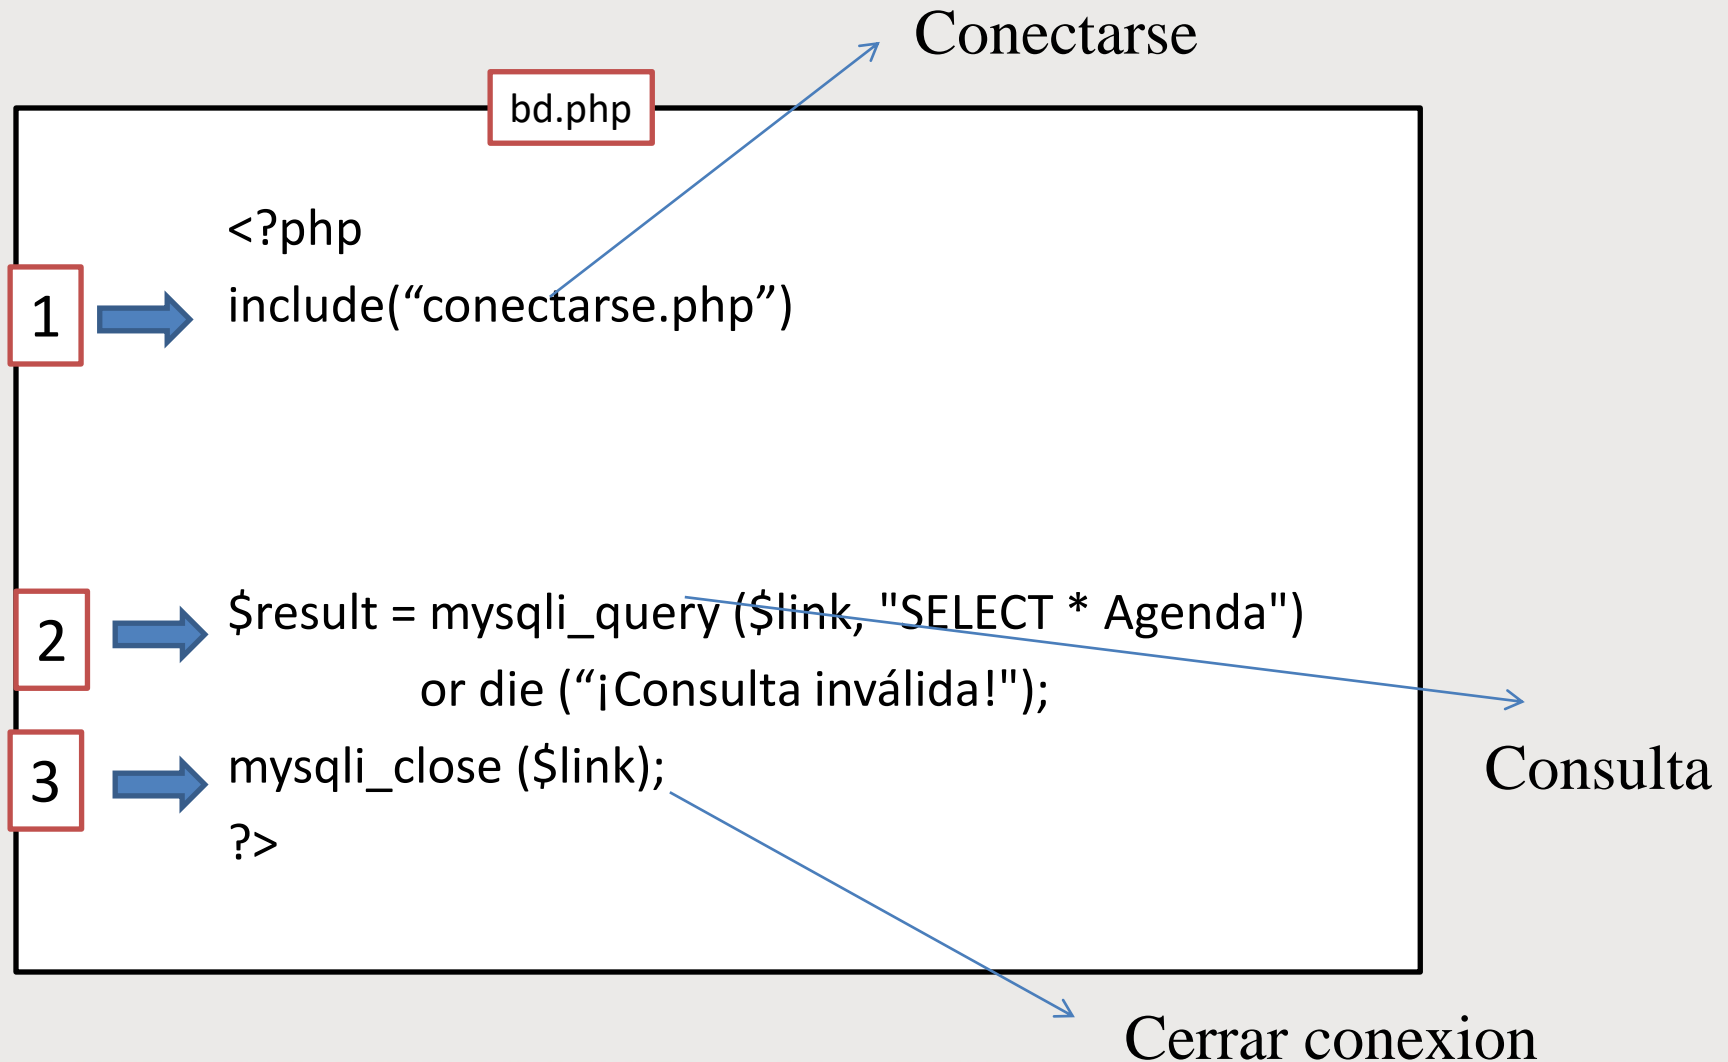 Conectarse
bd.php
<?php
1
include(“conectarse.php”)
2
$result = mysqli_query ($link, "SELECT * Agenda")
or die (“¡Consulta inválida!");
3
mysqli_close ($link);
Consulta
?>
Cerrar conexion